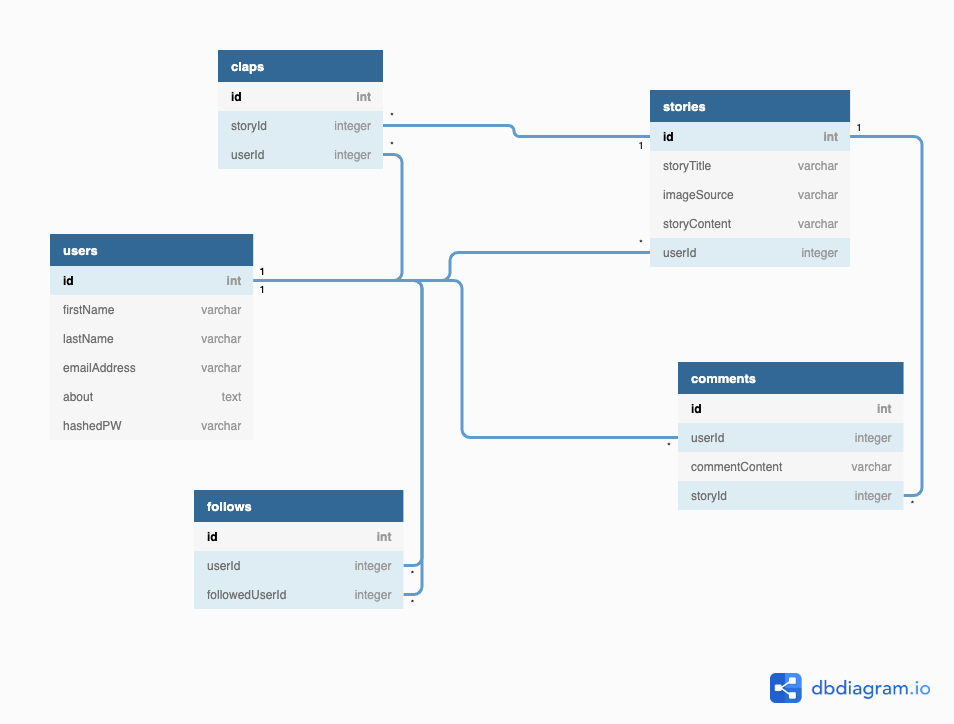 claps
id int
storyId integer
userId integer
*
*
stories
id int
storyTitle varchar
imageSource varchar
storyContent varchar
userId integer
1
1
*
users
id int
firstName varchar
lastName varchar
emailAddress varchar
about text
hashedPW varchar
1
1
comments
id int
userId integer
commentContent varchar
storyId integer
*
*
follows
id int
userId integer
followedUserId integer
*
*
dbdiagram.io